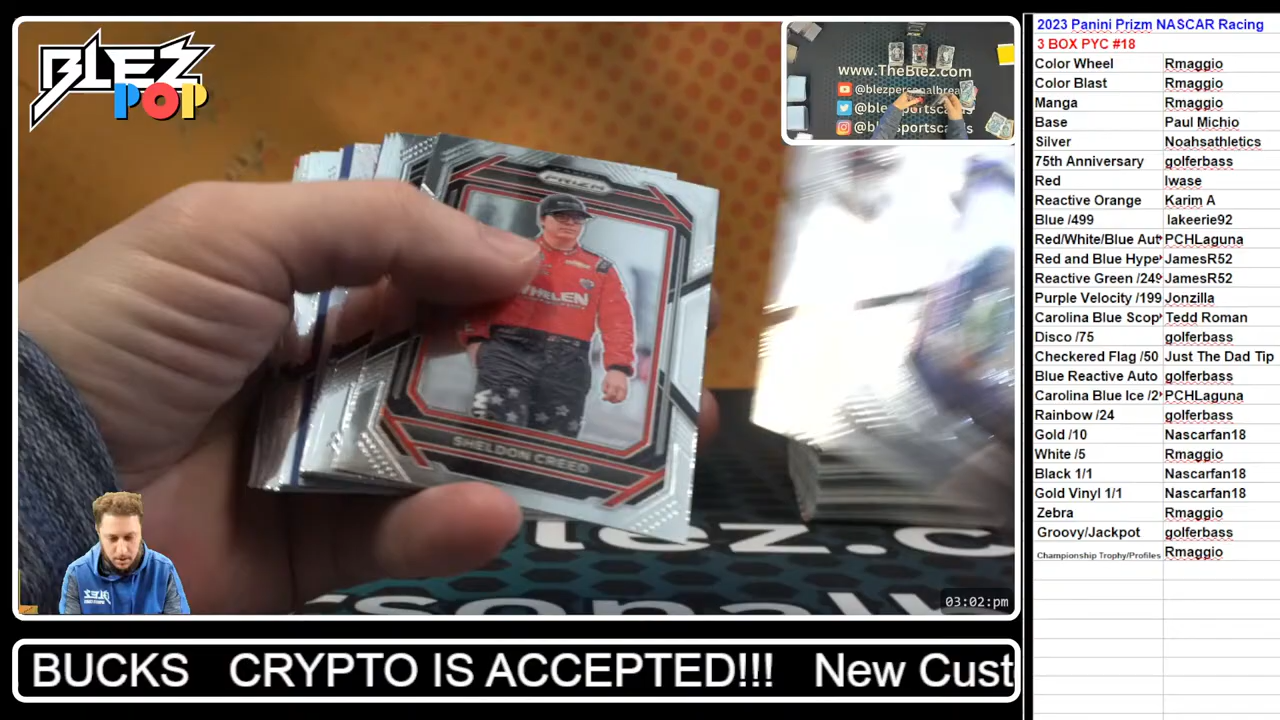 BLEZ
POP
www.TheBlez.com
PRIZM
WHELEN
SHELDON CREED
03:02:pm
BUCKS CRYPTO IS ACCEPTED!!! New Cust
2023 Panini Prizm NASCAR Racing
3 BOX PYC #18
Color Wheel Rmaggio
Color Blast Rmaggio
Manga Rmaggio
Base Paul Michio
Silver Noahsathletics
75th Anniversary golferbass
Red Iwase
Reactive Orange Karim A
Blue /499 lakeerie92
Red/White/Blue Aut PCHLaguna
Red and Blue Hype JamesR52
Reactive Green /249 JamesR52
Purple Velocity /199 Jonzilla
Carolina Blue Scop Tedd Roman
Disco /75 golferbass
Checkered Flag /50 Just The Dad Tip
Blue Reactive Auto golferbass
Carolina Blue Ice /2 PCHLaguna
Rainbow /24 golferbass
Gold /10 Nascarfan18
White /5 Rmaggio
Black 1/1 Nascarfan18
Gold Vinyl 1/1 Nascarfan18
Zebra Rmaggio
Groovy/Jackpot golferbass
Championship Trophy/Profiles Rmaggio